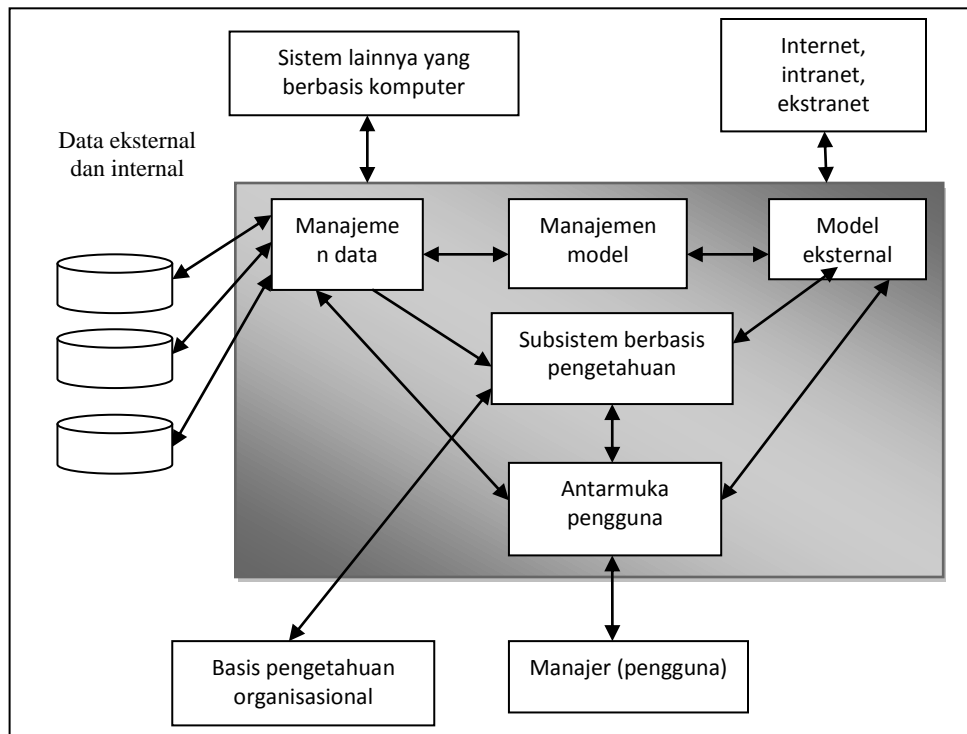 Sistem lainnya yang
berbasis komputer
Internet,
intranet,
ekstranet
Data eksternal
dan internal
Manajeme
n data
Manajemen
model
Model
eksternal
Subsistem berbasis
pengetahuan
Antarmuka
pengguna
Basis pengetahuan
organisasional
Manajer (pengguna)